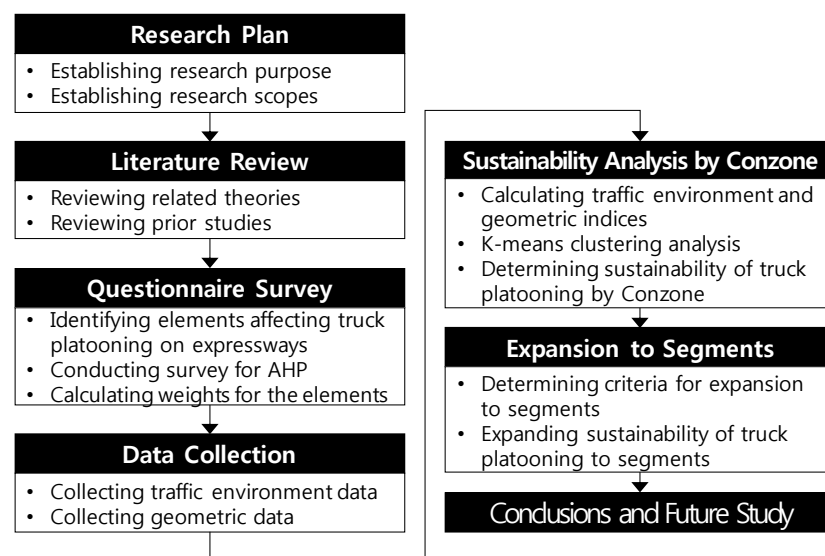 Research Plan
• Establishing research purpose
• Establishing research scopes
Literature Review
• Reviewing related theories
• Reviewing prior studies
Questionnaire Survey
• Identifying elements affecting truck
platooning on expressways
• Conducting survey for AHP
• Calculating weights for the elements
Data Collection
• Collecting traffic environment data
• Collecting geometric data
Sustainability Analysis by Conzone
• Calculating traffic environment and
geometric indices
• K-means clustering analysis
• Determining sustainability of truck
platooning by Conzone
Expansion to Segments
• Determining criteria for expansion
to segments
• Expanding sustainability of truck
platooning to segments
Conclusions and Future Study